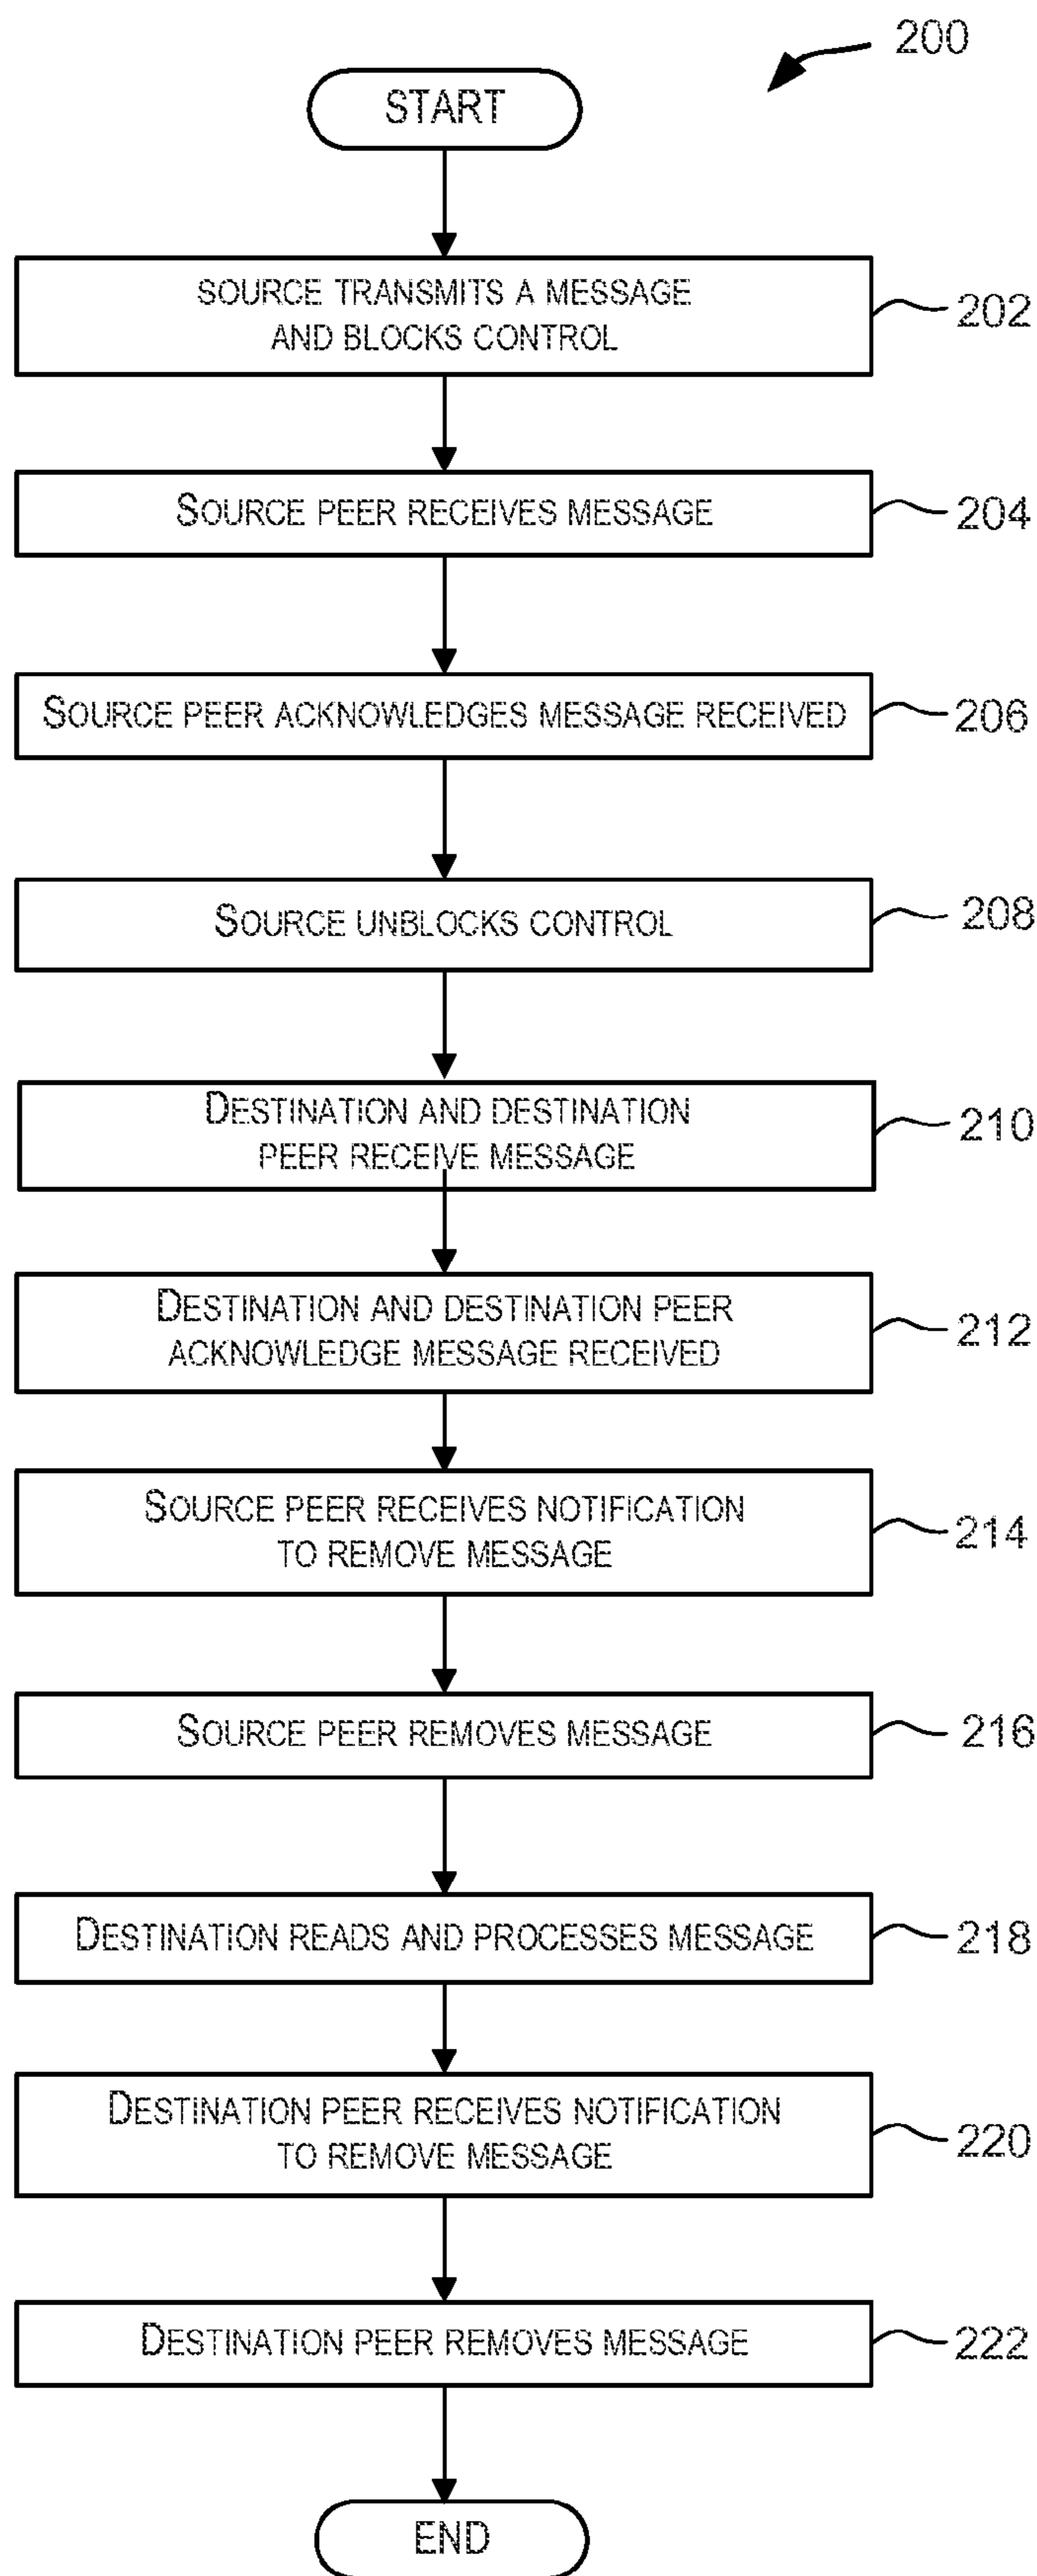 200
START
SOURCE TRANSMITS A MESSAGE
AND BLOCKS CONTROL
202
SOURCE PEER RECEIVES MESSAGE
204
SOURCE PEER ACKNOWLEDGES MESSAGE RECEIVED
206
SOURCE UNBLOCKS CONTROL
208
DESTINATION AND DESTINATION
PEER RECEIVE MESSAGE
210
DESTINATION AND DESTINATION PEER
ACKNOWLEDGE MESSAGE RECEIVED
212
SOURCE PEER RECEIVES NOTIFICATION
TO REMOVE MESSAGE
214
SOURCE PEER REMOVES MESSAGE
216
DESTINATION READS AND PROCESSES MESSAGE
218
DESTINATION PEER RECEIVES NOTIFICATION
TO REMOVE MESSAGE
220
DESTINATION PEER REMOVES MESSAGE
222
END